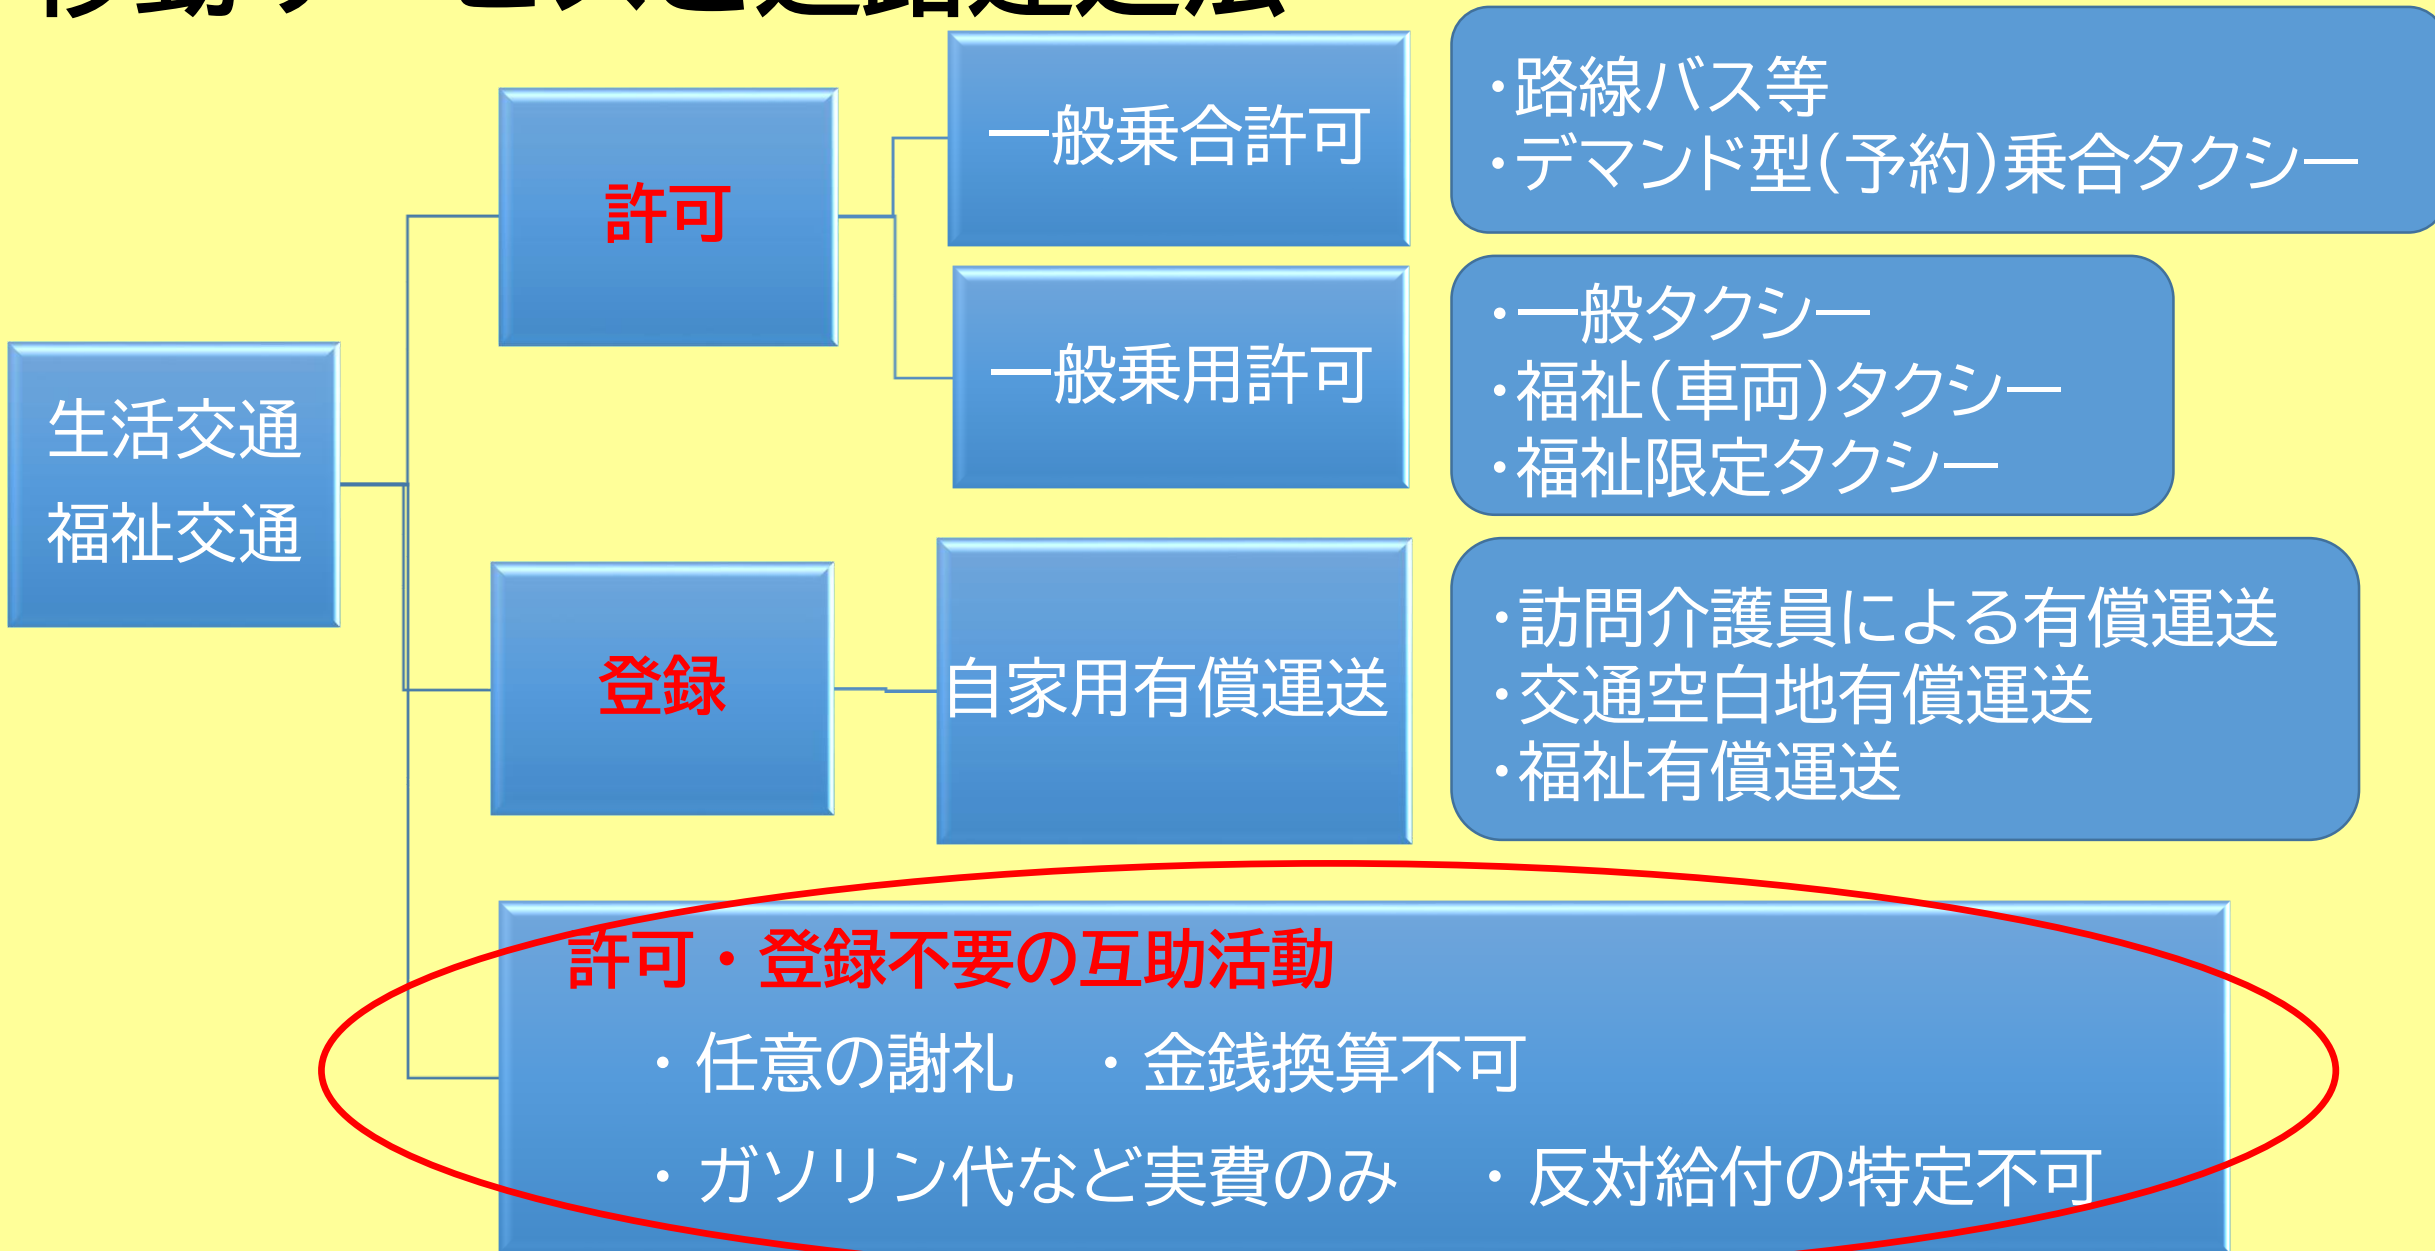 生活交通
福祉交通
許可
一般乗合許可
・路線バス等
・デマンド型(予約)乗合タクシー
一般乗用許可
・一般タクシー
・福祉(車両)タクシー
・福祉限定タクシー
登録
自家用有償運送
・訪問介護員による有償運送
・交通空白地有償運送
・福祉有償運送
許可・登録不要の互助活動
・任意の謝礼　・金銭換算不可
・ガソリン代など実費のみ　・反対給付の特定不可